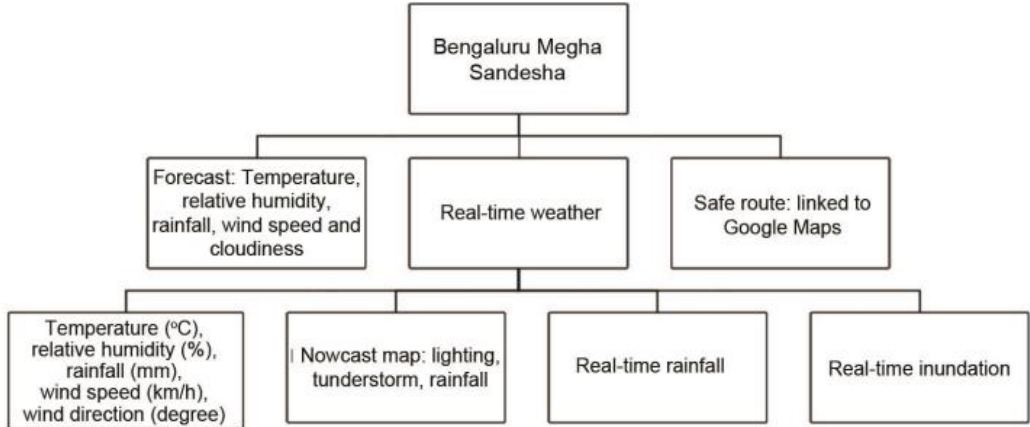 Bengaluru Megha
Sandesha
Forecast: Temperature,
relative humidity,
rainfall, wind speed and
cloudiness
Real-time weather
Safe route: linked to
Google Maps
Temperature (ºC),
relative humidity (%),
rainfall (mm),
wind speed (km/h),
wind direction (degree)
Nowcast map: lighting,
tunderstorm, rainfall
Real-time rainfall
Real-time inundation